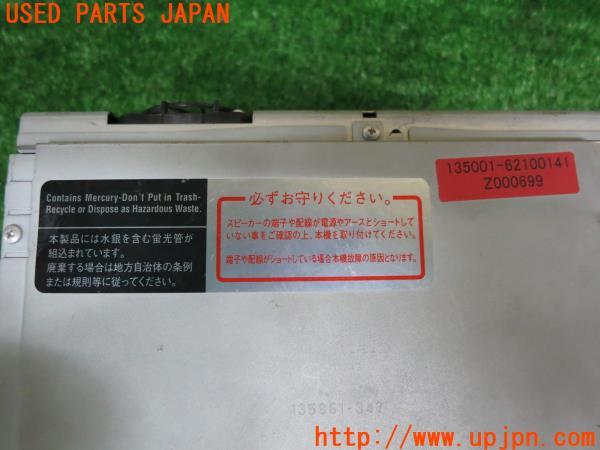 USED PARTS JAPAN
135001-62100141
Z000699
Contains Mercury-Don't Put in Trash-
Recycle or Dispose as Hazardous Waste.
本製品には水銀を含む蛍光管が
組込まれています。
廃棄する場合は地方自治体の条例
または規則等に従ってください。
必ずお守りください。
スピーカーの端子や配線が電源やアースとショートして
いない事をご確認の上、本機を取り付けてください。
端子や配線がショートしている場合本機故障の原因となります。
135861-347
http://www.upjpn.com/